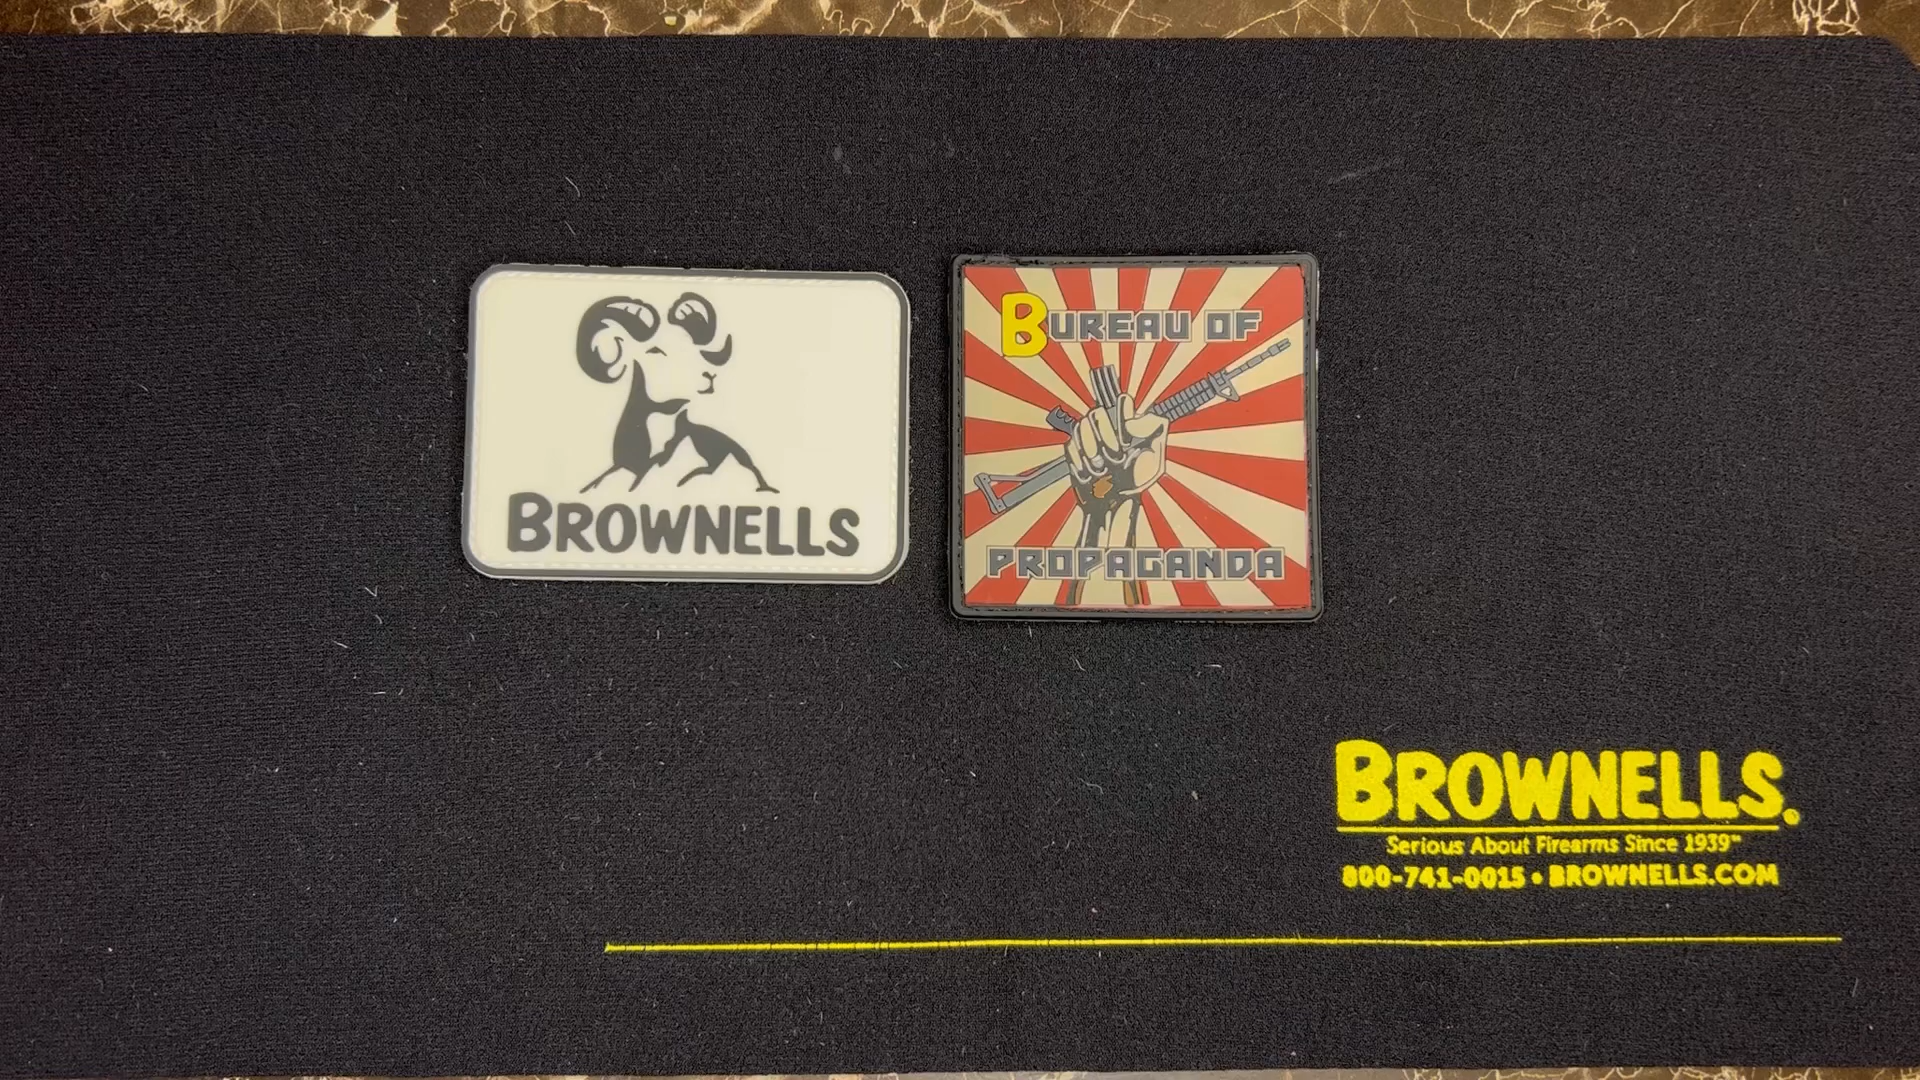 BROWNELLS
BUREAU OF
PROPAGANDA
BROWNELLS®
Serious About Firearms Since 1939™
800-741-0015 • BROWNELLS.COM